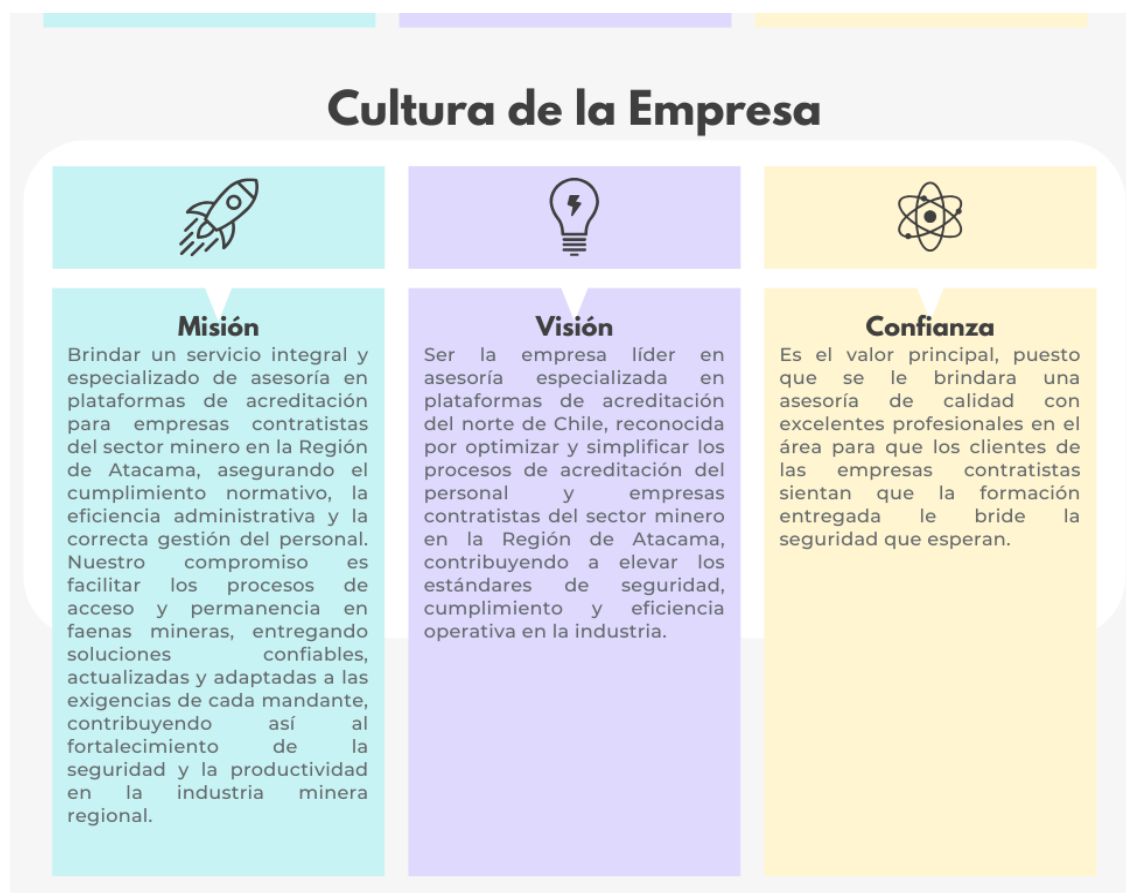 Cultura de la Empresa
Misión
Brindar un servicio integral y
especializado de asesoría en
plataformas de acreditación
para empresas contratistas
del sector minero en la Región
de Atacama, asegurando el
cumplimiento normativo, la
eficiencia administrativa y la
correcta gestión del personal.
Nuestro compromiso es
facilitar los procesos de
acceso y permanencia en
faenas mineras, entregando
soluciones confiables,
actualizadas y adaptadas a las
exigencias de cada mandante,
contribuyendo así al
fortalecimiento de la
seguridad y la productividad
en la industria minera
regional.
Visión
Ser la empresa líder en
asesoría especializada en
plataformas de acreditación
del norte de Chile, reconocida
por optimizar y simplificar los
procesos de acreditación del
personal y empresas
contratistas del sector minero
en la Región de Atacama,
contribuyendo a elevar los
estándares de seguridad,
cumplimiento y eficiencia
operativa en la industria.
Confianza
Es el valor principal, puesto
que se le brindara una
asesoría de calidad con
excelentes profesionales en el
área para que los clientes de
las empresas contratistas
sientan que la formación
entregada le bride la
seguridad que esperan.